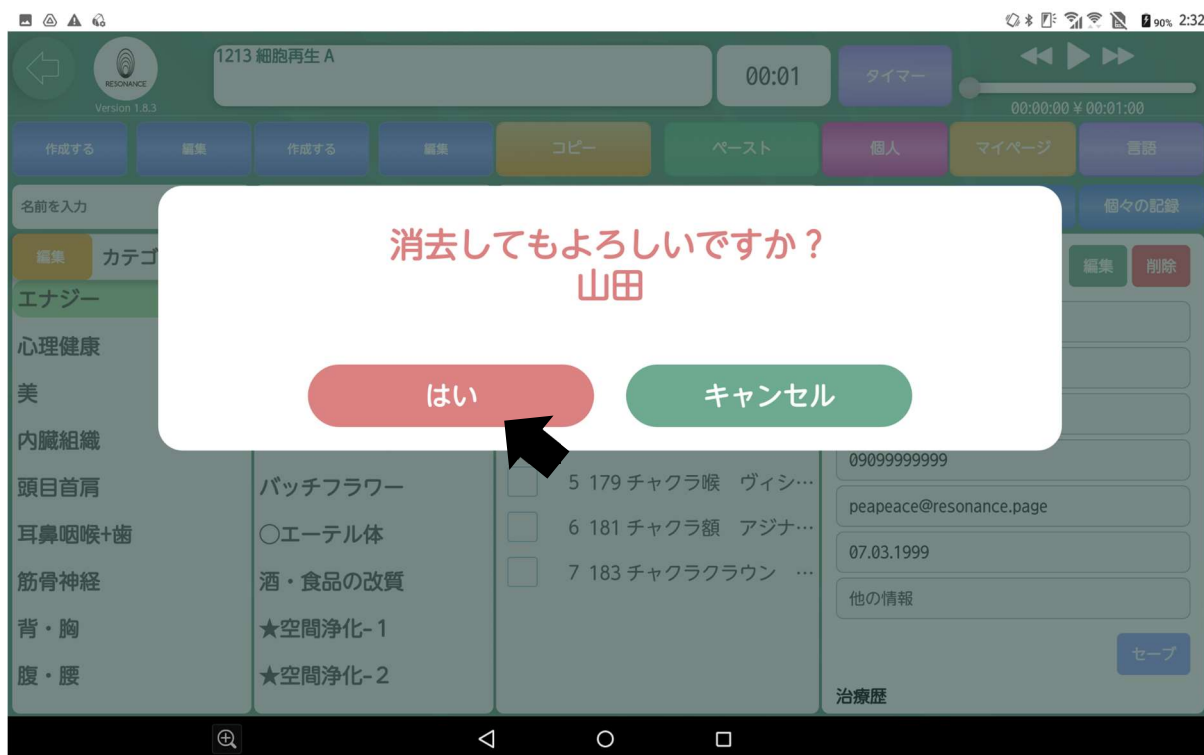 90% 2:32
RESONANCE
Version 1.8.3
1213 細胞再生 A
00:01
タイマー
00:00:00 ¥ 00:01:00
作成する
編集
作成する
編集
コピー
ペースト
個人
マイページ
言語
名前を入力
個々の記録
消去してもよろしいですか？
山田
はい
キャンセル
編集
カテゴ
編集
削除
エナジー
心理健康
美
内臓組織
頭目首肩
耳鼻咽喉+歯
筋骨神経
背・胸
腹・腰
バッチフラワー
○エーテル体
酒・食品の改質
★空間浄化-1
★空間浄化-2
5 179 チャクラ喉 ヴィシ…
6 181 チャクラ額 アジナ…
7 183 チャクラクラウン …
09099999999
peapeace@resonance.page
07.03.1999
他の情報
セーブ
治療歴